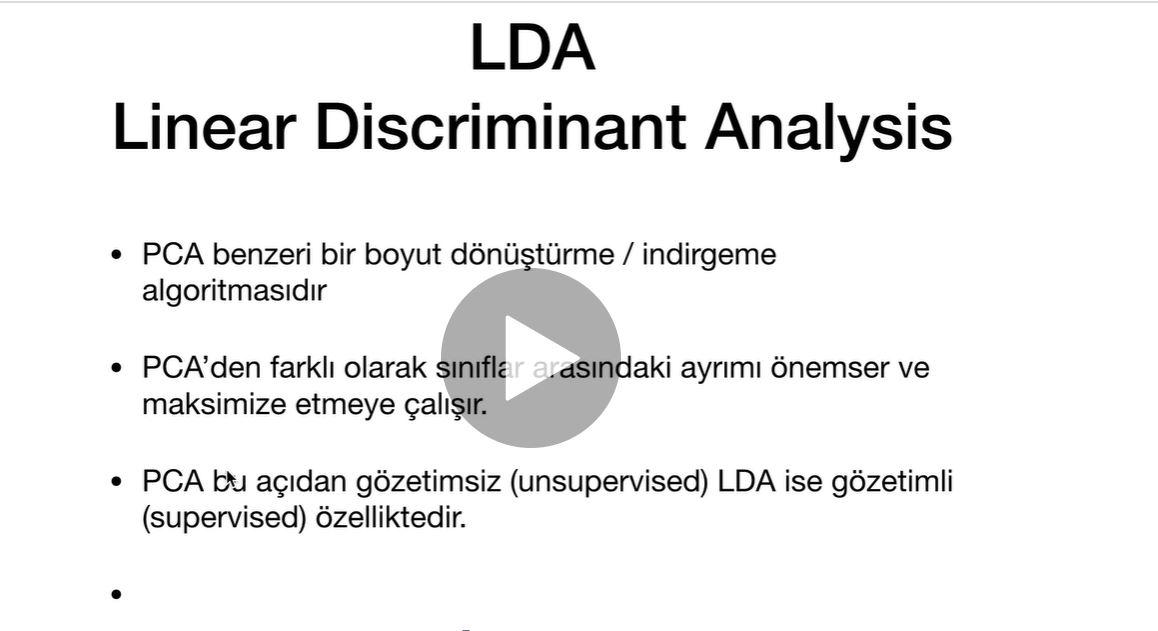 LDA
Linear Discriminant Analysis
• PCA benzeri bir boyut dönüştürme / indirgeme
algoritmasıdır
• PCA’den farklı olarak sınıflar arasındaki ayrımı önemser ve
maksimize etmeye çalışır.
• PCA bu açıdan gözetimsiz (unsupervised) LDA ise gözetimli
(supervised) özelliktedir.
•